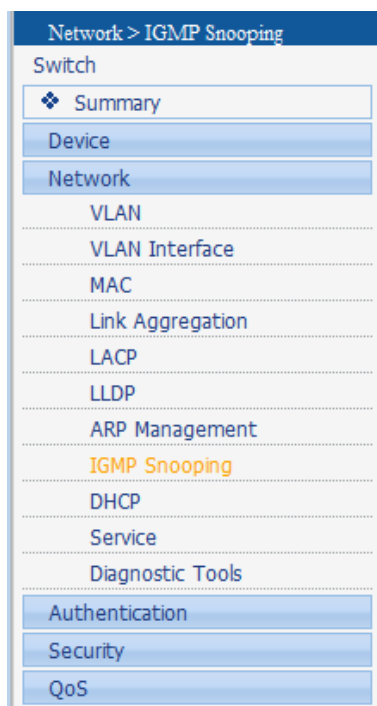 Network > IGMP Snooping
Switch
Summary
Device
Network
VLAN
VLAN Interface
MAC
Link Aggregation
LACP
LLDP
ARP Management
IGMP Snooping
DHCP
Service
Diagnostic Tools
Authentication
Security
QoS